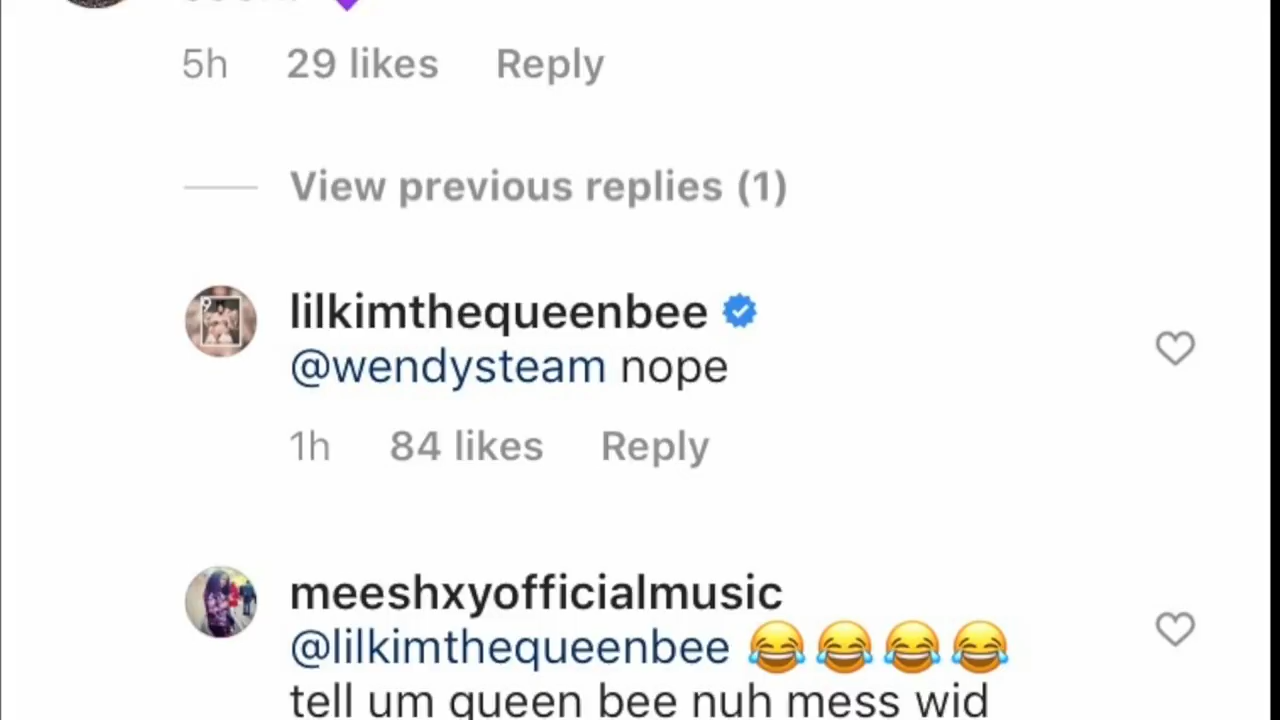 5h 29 likes Reply
View previous replies (1)
lilkimthequeenbee
@wendysteam nope
1h 84 likes Reply
meeshxyofficialmusic
@lilkimthequeenbee 😂😂😂😂
tell um queen bee nuh mess wid